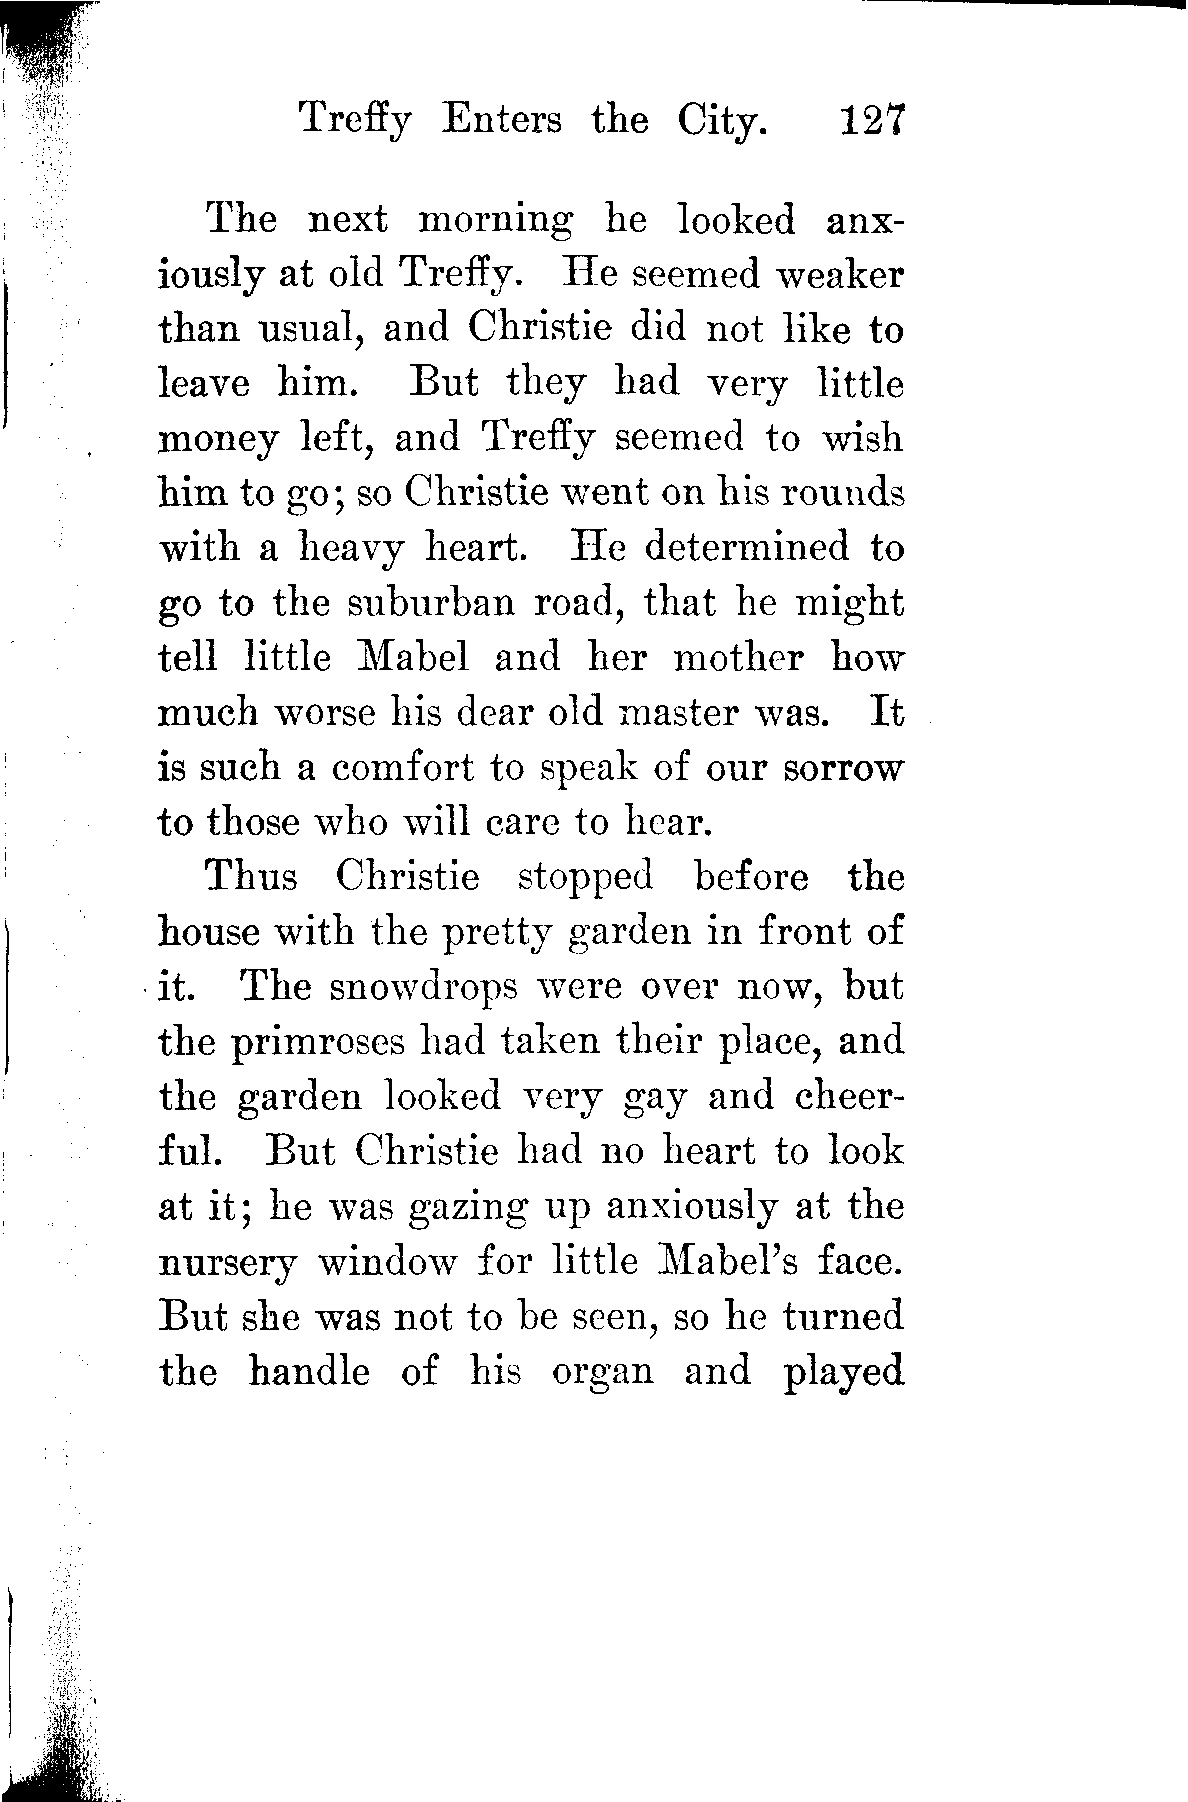 Treffy Enters the City. 127
The next morning he looked anx-
iously at old Treffy. He seemed weaker
than usual, and Christie did not like to
leave him. But they had very little
money left, and Treffy seemed to wish
him to go; so Christie went on his rounds
with a heavy heart. He determined to
go to the suburban road, that he might
tell little Mabel and her mother how
much worse his dear old master was. It
is such a comfort to speak of our sorrow
to those who will care to hear.
Thus Christie stopped before the
house with the pretty garden in front of
it. The snowdrops were over now, but
the primroses had taken their place, and
the garden looked very gay and cheer-
ful. But Christie had no heart to look
at it; he was gazing up anxiously at the
nursery window for little Mabel's face.
But she was not to be seen, so he turned
the handle of his organ and played